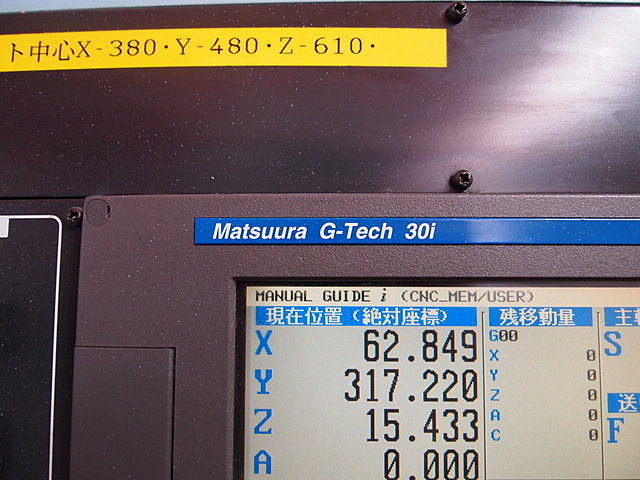 ト中心X-380・Y-480・Z-610・
Matsuura G-Tech 30i
MANUAL GUIDE i (CNC_MEM/USER)
現在位置(絶対座標)
X 62.849
Y 317.220
Z 15.433
A 0.000
残移動量
G00
X 0
Y 0
Z 0
A 0
C 0
主
S
送
F